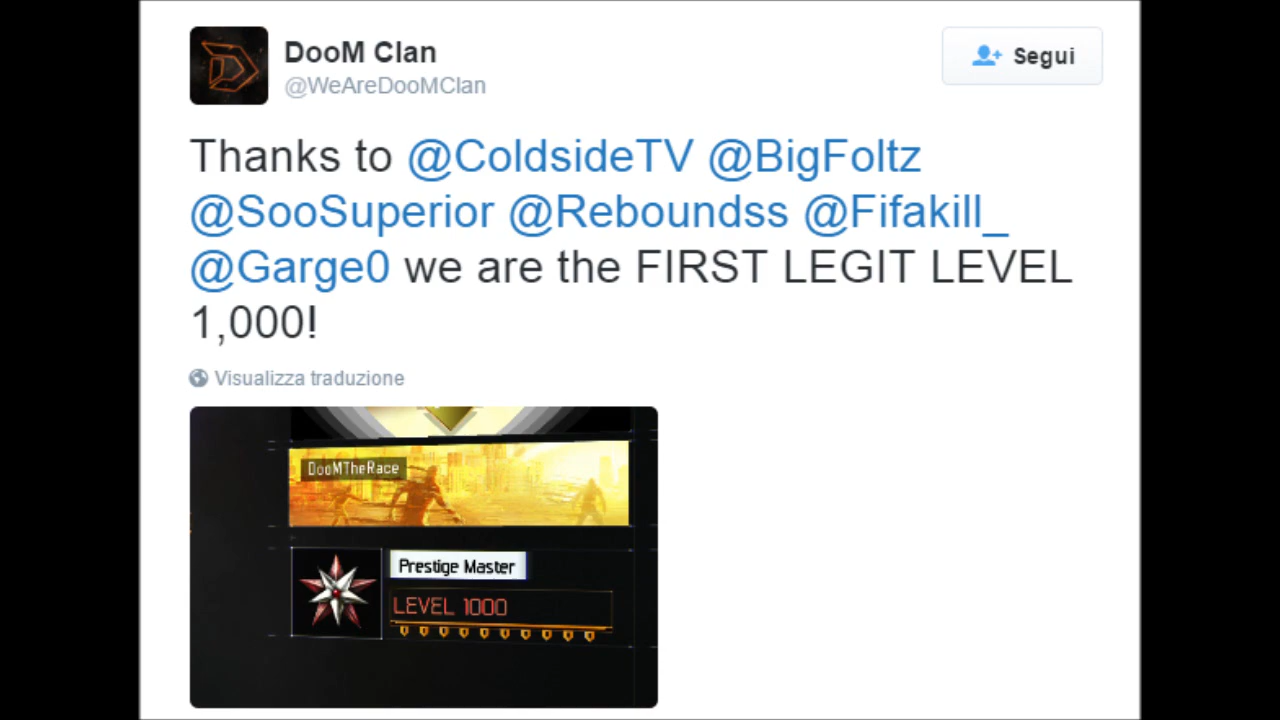 DooM Clan
@WeAreDooMClan
Segui
Thanks to @ColdsideTV @BigFoltz
@SooSuperior @Reboundss @Fifakill_
@Garge0 we are the FIRST LEGIT LEVEL
1,000!
Visualizza traduzione
DooMTheRace
Prestige Master
LEVEL 1000